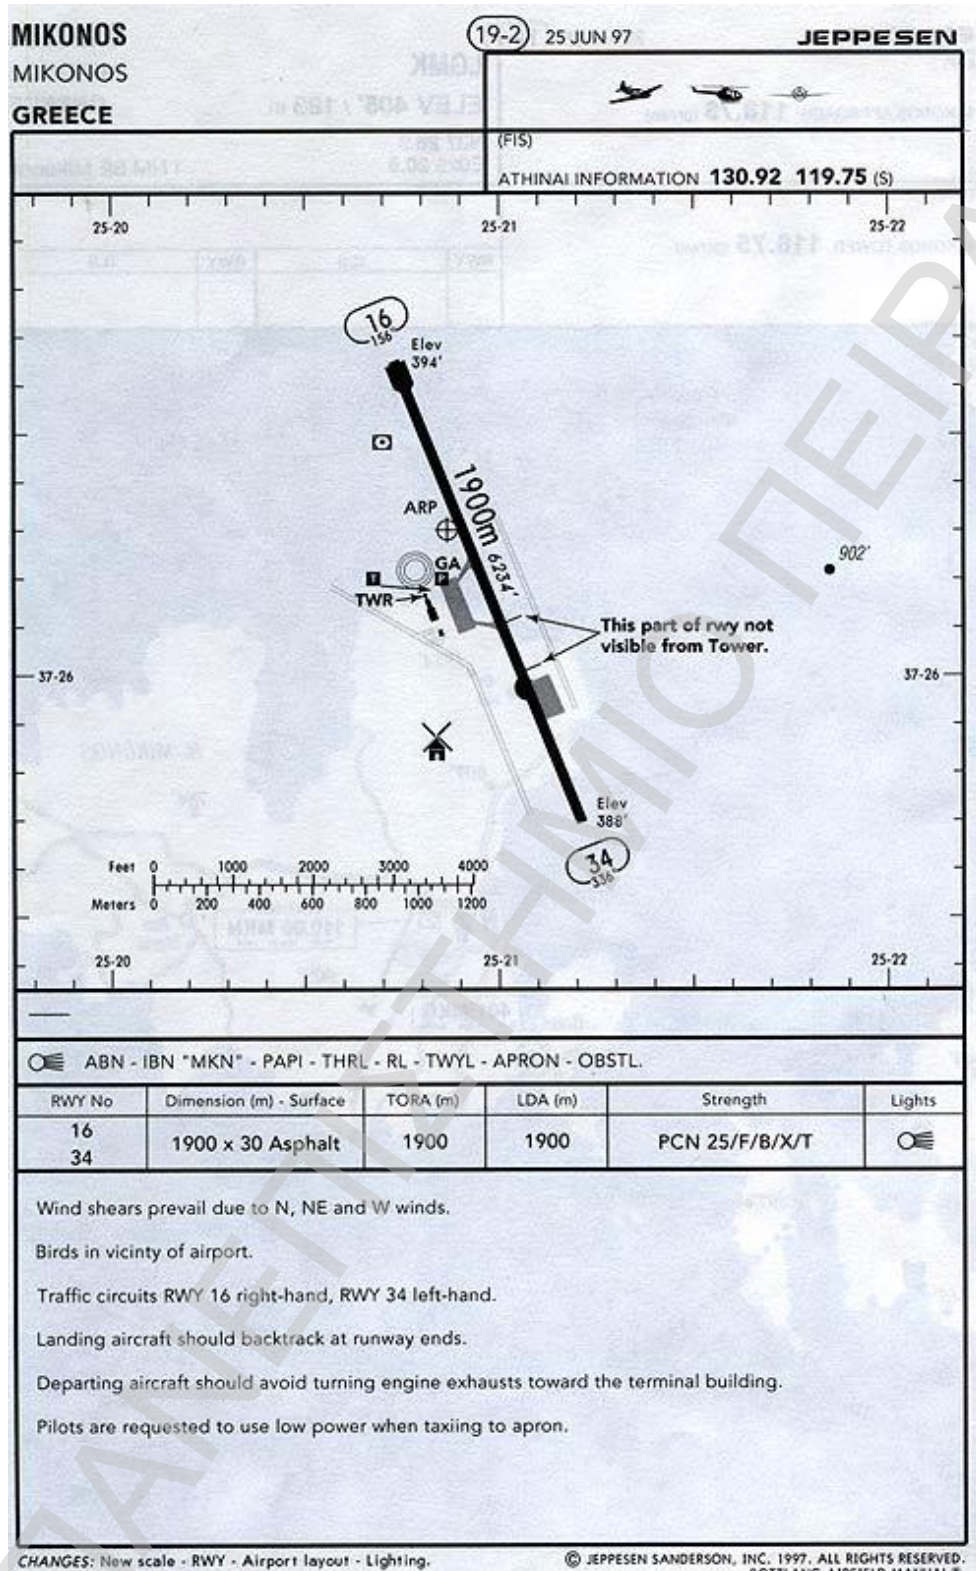 MIKONOS
MIKONOS
GREECE
19-2 25 JUN 97
JEPPESEN
(FIS)
ATHINAI INFORMATION 130.92 119.75 (S)
25-20 25-21 25-22
16
156°
Elev
394'
1900m 6234'
ARP
GA
T
P
TWR
902'
This part of rwy not
visible from Tower.
37-26 37-26
Elev
388'
34
336°
Feet 0 1000 2000 3000 4000
Meters 0 200 400 600 800 1000 1200
25-20 25-21 25-22
ABN - IBN "MKN" - PAPI - THRL - RL - TWYL - APRON - OBSTL.
RWY No Dimension (m) - Surface TORA (m) LDA (m) Strength Lights
16
34
1900 x 30 Asphalt 1900 1900 PCN 25/F/B/X/T
Wind shears prevail due to N, NE and W winds.
Birds in vicinty of airport.
Traffic circuits RWY 16 right-hand, RWY 34 left-hand.
Landing aircraft should backtrack at runway ends.
Departing aircraft should avoid turning engine exhausts toward the terminal building.
Pilots are requested to use low power when taxiing to apron.
CHANGES: New scale - RWY - Airport layout - Lighting.
© JEPPESEN SANDERSON, INC. 1997. ALL RIGHTS RESERVED.
ΠΑΝΕΠΙΣΤΗΜΙΟ ΠΕΙΡΑ